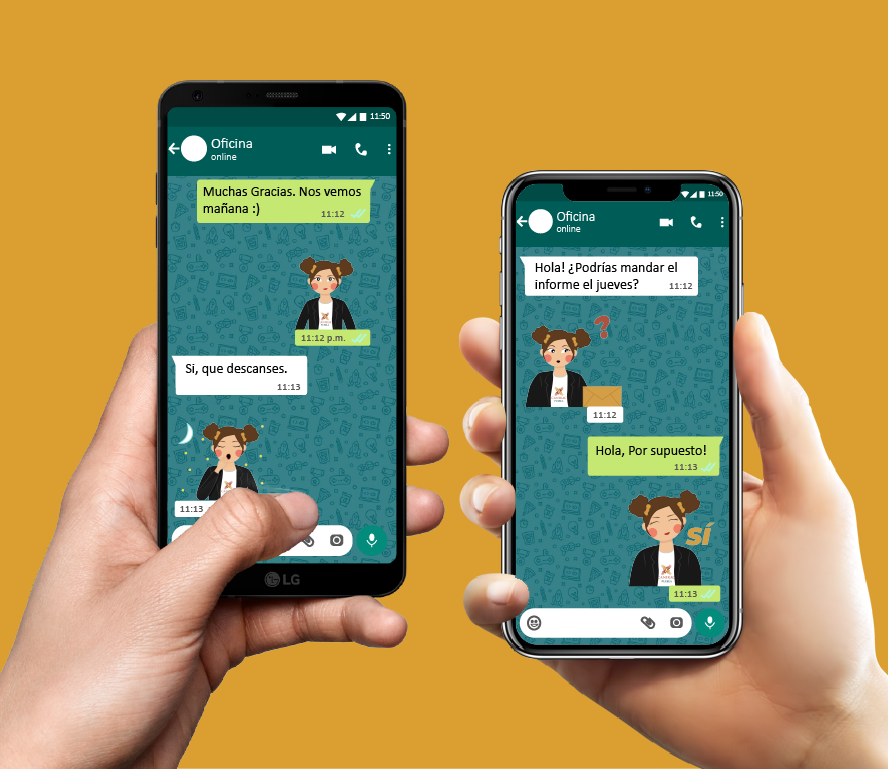 11:50
Oficina
online
Muchas Gracias. Nos vemos
mañana :)
11:12
11:12 p.m.
Si, que descanses.
11:13
11:13
LG
11:50
Oficina
online
Hola! ¿Podrías mandar el
informe el jueves?
11:12
?
11:12
Hola, Por supuesto!
11:13
SÍ
11:13